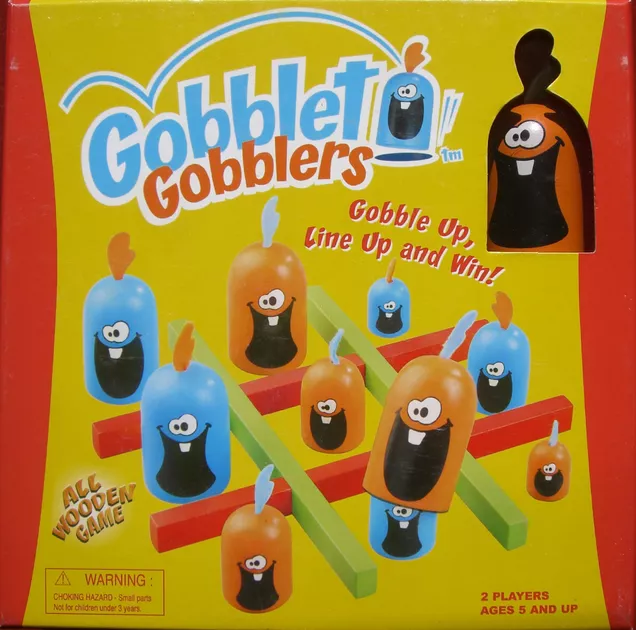 Gobblet
Gobblers
tm
Gobble Up,
Line Up and Win!
ALL
WOODEN
GAME
WARNING :
CHOKING HAZARD - Small parts
Not for children under 3 years.
2 PLAYERS
AGES 5 AND UP